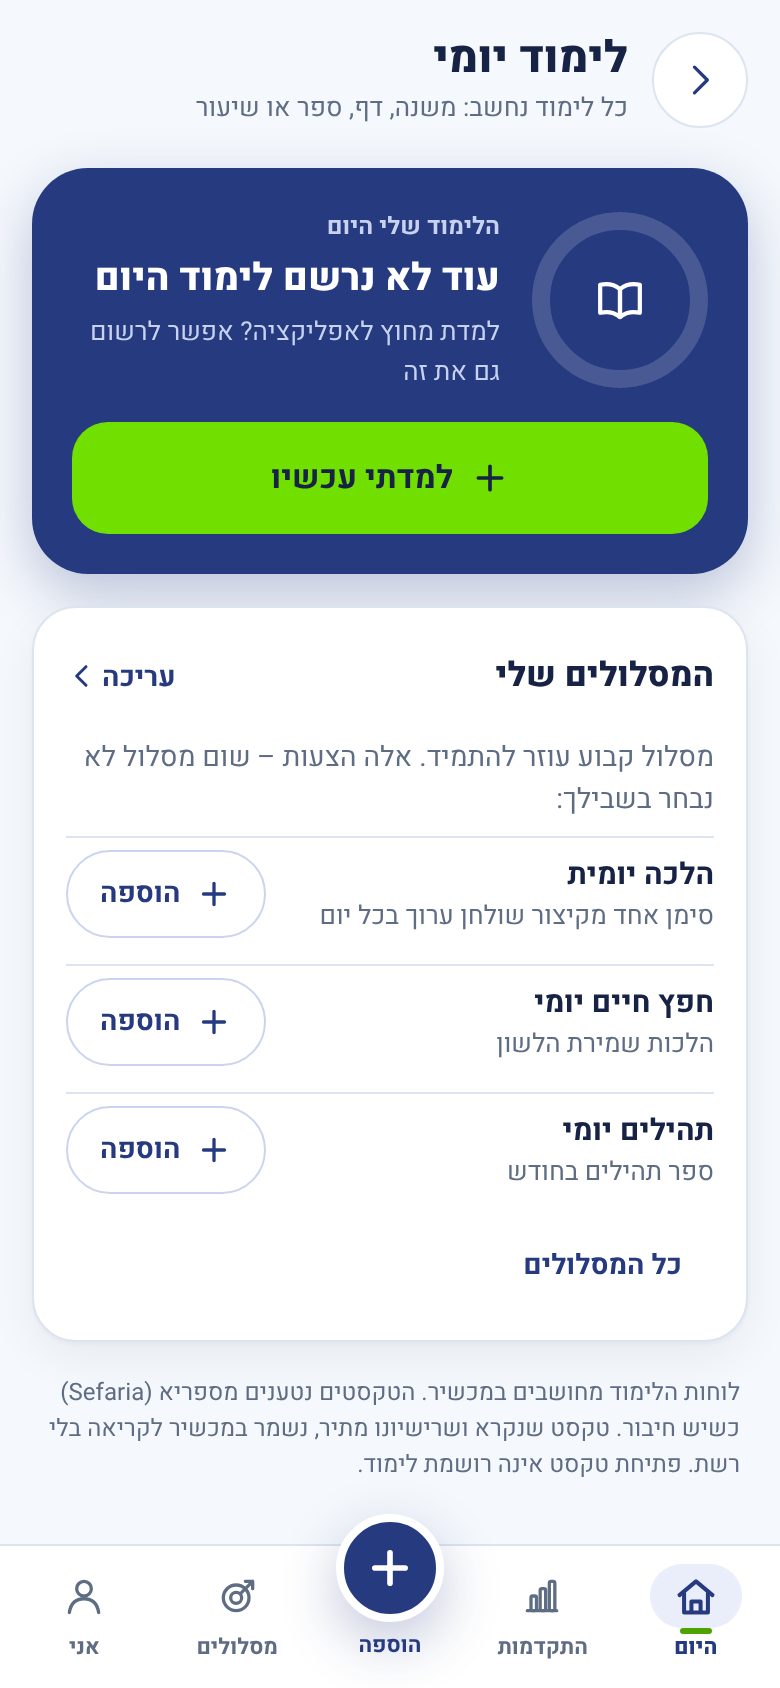 לימוד יומי
כל לימוד נחשב: משנה, דף, ספר או שיעור
הלימוד שלי היום
עוד לא נרשם לימוד היום
למדת מחוץ לאפליקציה? אפשר לרשום
גם את זה
למדתי עכשיו
המסלולים שלי
עריכה
מסלול קבוע עוזר להתמיד. אלה הצעות – שום מסלול לא
נבחר בשבילך:
הלכה יומית
סימן אחד מקיצור שולחן ערוך בכל יום
הוספה
חפץ חיים יומי
הלכות שמירת הלשון
הוספה
תהילים יומי
ספר תהילים בחודש
הוספה
כל המסלולים
לוחות הלימוד מחושבים במכשיר. הטקסטים נטענים מספריא (Sefaria)
כשיש חיבור. טקסט שנקרא ושרישיונו מתיר, נשמר במכשיר לקריאה בלי
רשת. פתיחת טקסט אינה רושמת לימוד.
היום
התקדמות
הוספה
מסלולים
אני